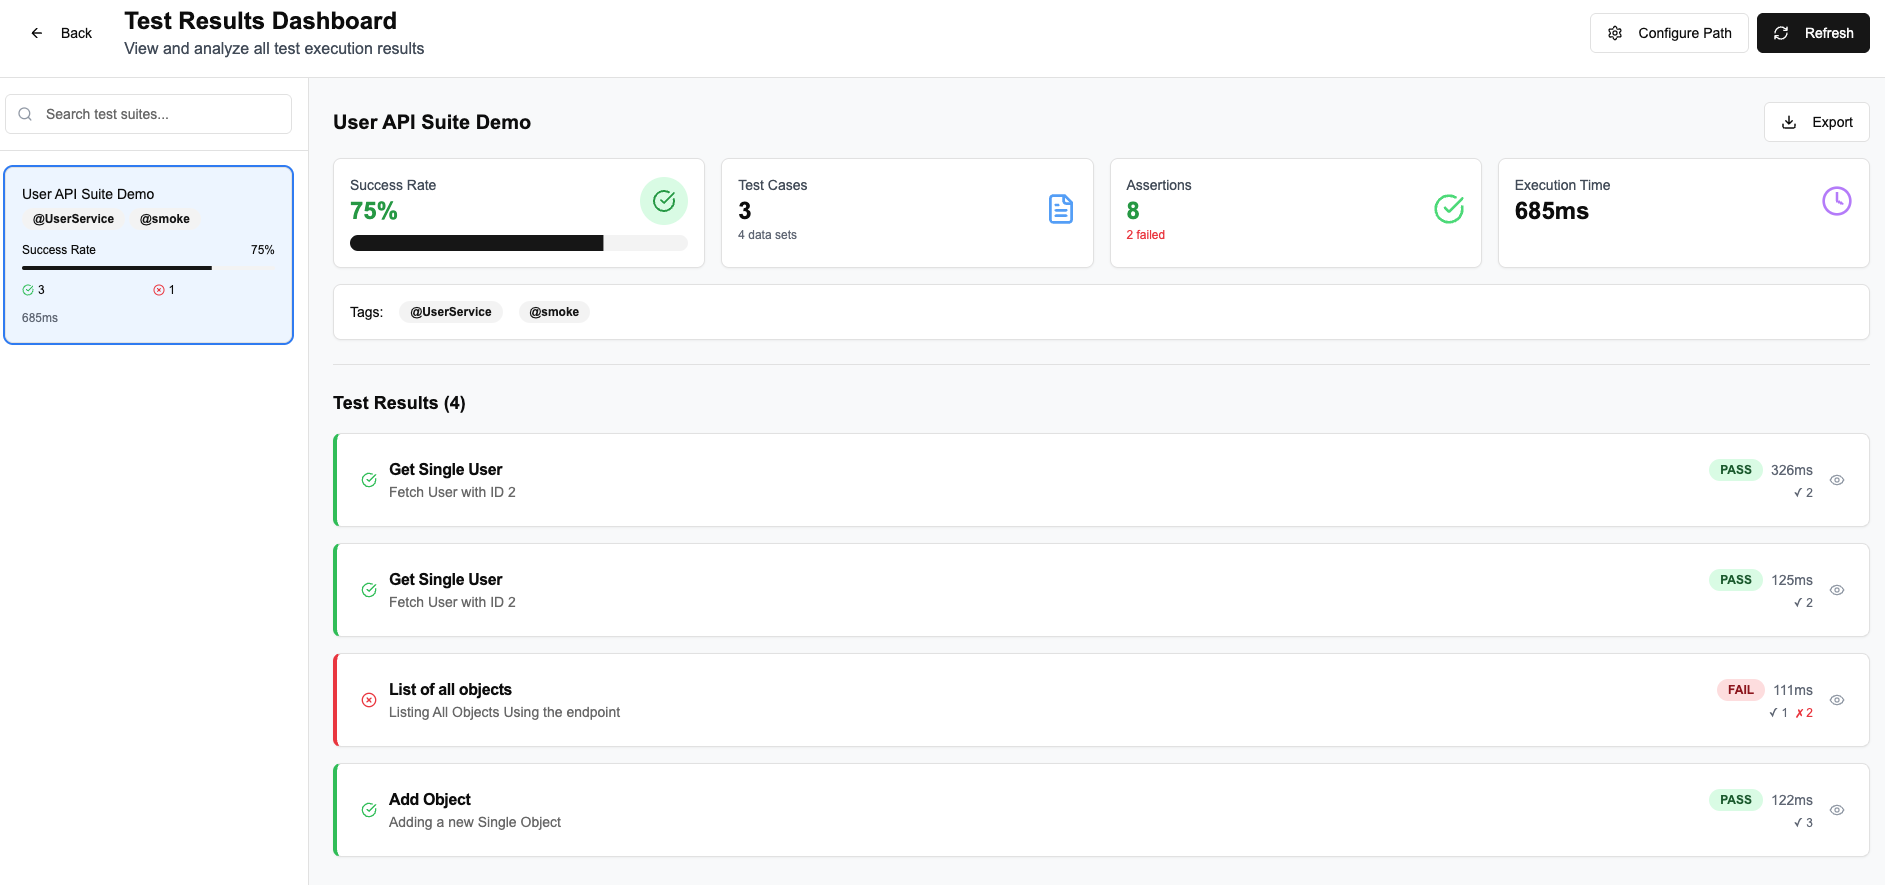 Back
Test Results Dashboard
View and analyze all test execution results
Configure Path
Refresh
Search test suites...
User API Suite Demo
@UserService @smoke
Success Rate 75%
3 1
685ms
User API Suite Demo
Export
Success Rate
75%
Test Cases
3
4 data sets
Assertions
8
2 failed
Execution Time
685ms
Tags: @UserService @smoke
Test Results (4)
Get Single User
Fetch User with ID 2
PASS 326ms
✓ 2
Get Single User
Fetch User with ID 2
PASS 125ms
✓ 2
List of all objects
Listing All Objects Using the endpoint
FAIL 111ms
✓ 1 ✗ 2
Add Object
Adding a new Single Object
PASS 122ms
✓ 3